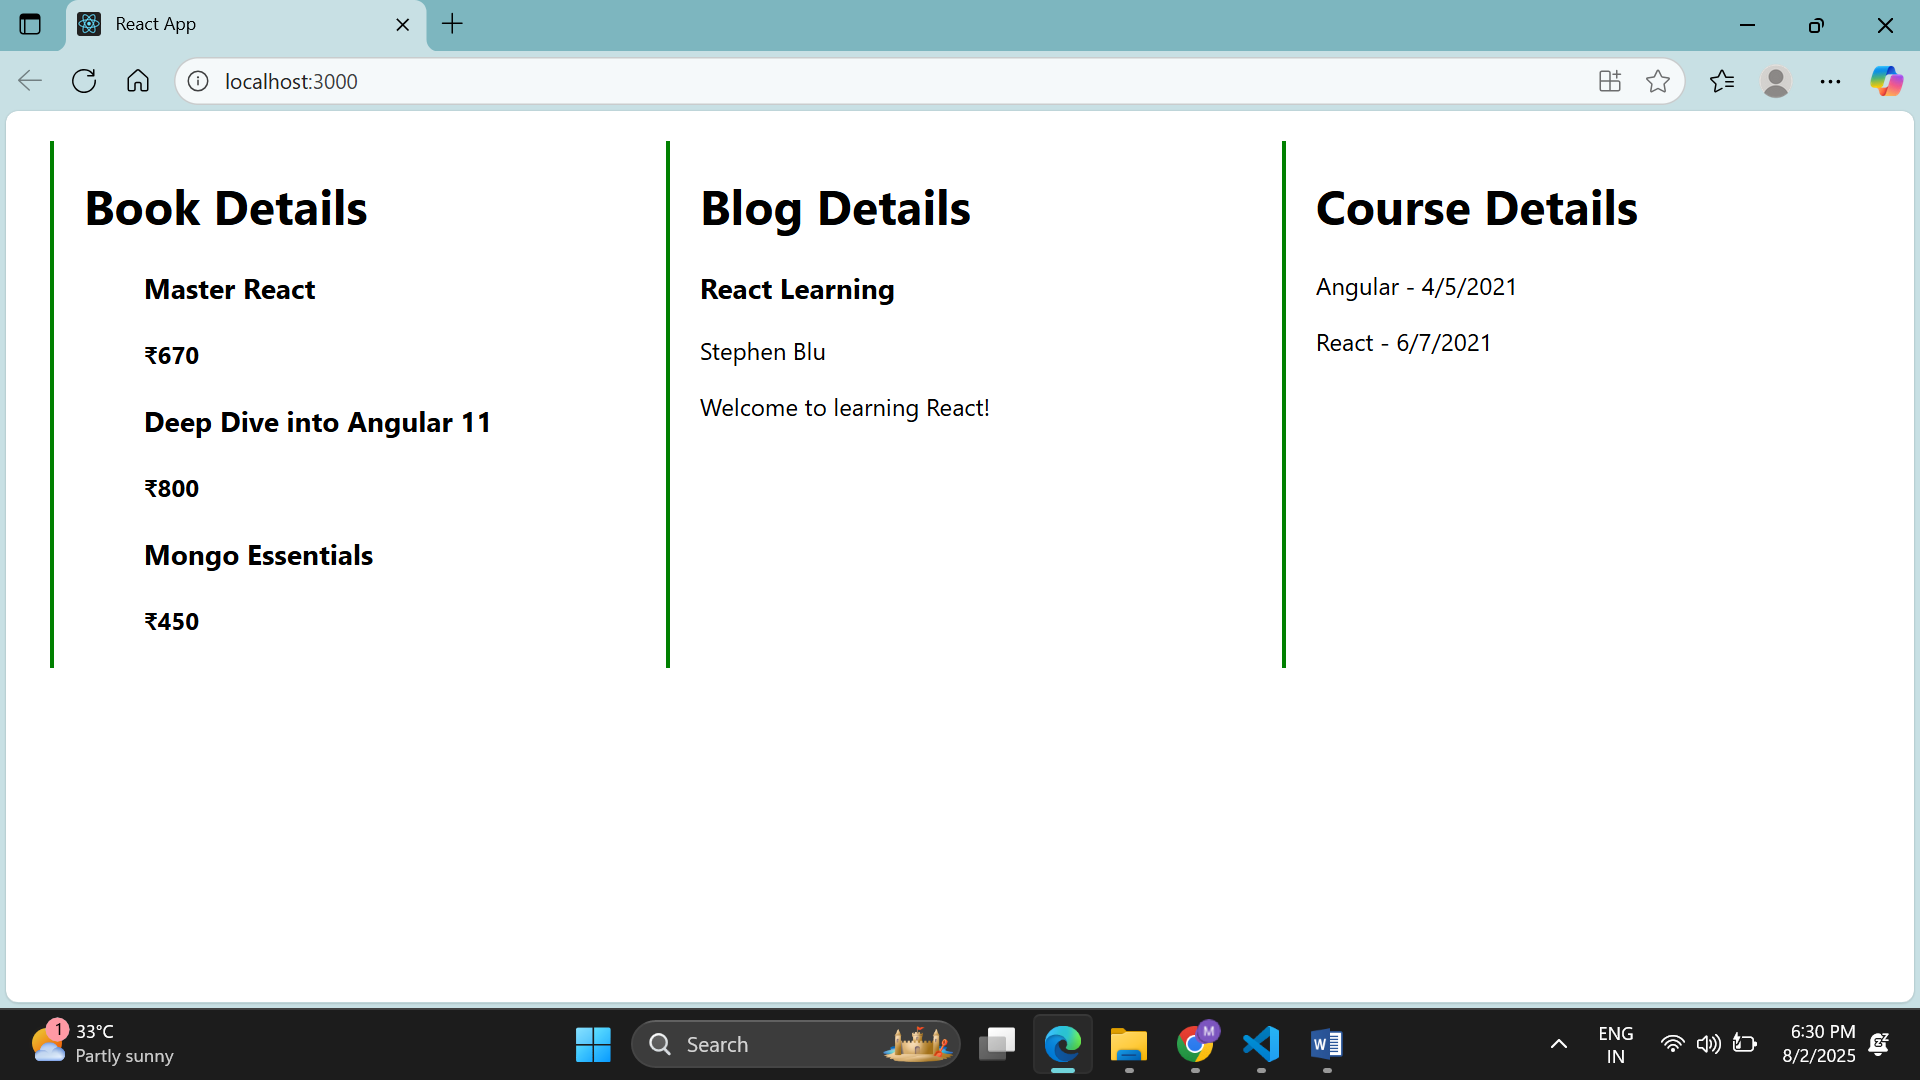 React App
localhost:3000
Book Details
Master React
₹670
Deep Dive into Angular 11
₹800
Mongo Essentials
₹450
Blog Details
React Learning
Stephen Blu
Welcome to learning React!
Course Details
Angular - 4/5/2021
React - 6/7/2021
1
33°C
Partly sunny
Search
M
W
ENG
IN
6:30 PM
8/2/2025